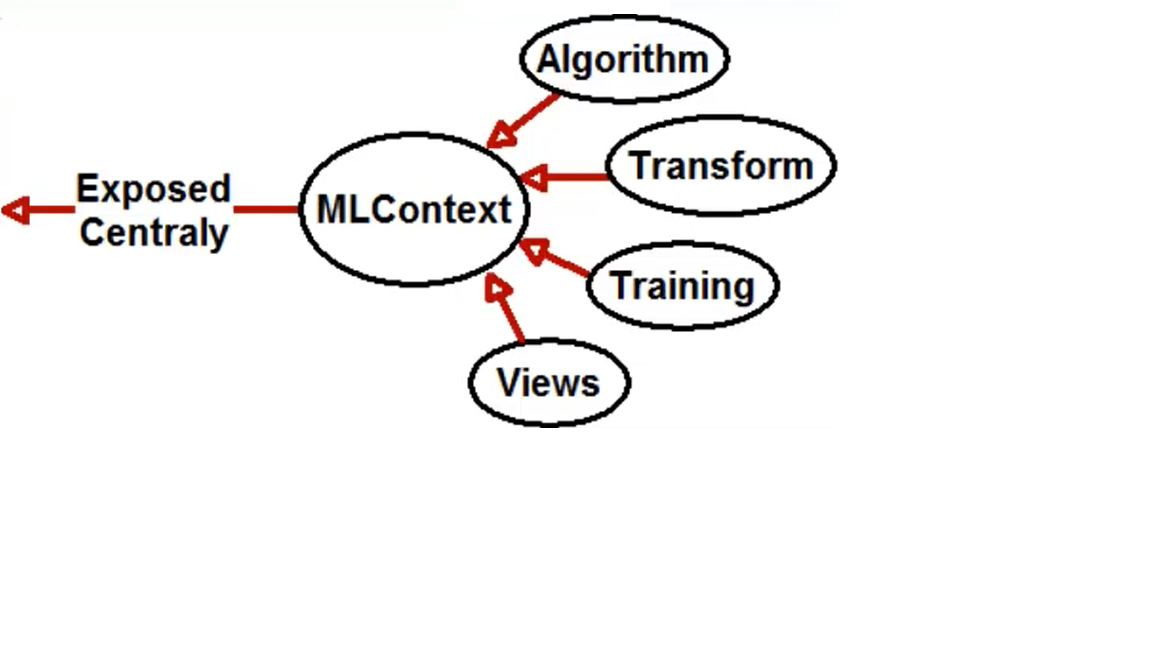 Algorithm
Transform
Exposed
Centraly
MLContext
Training
Views